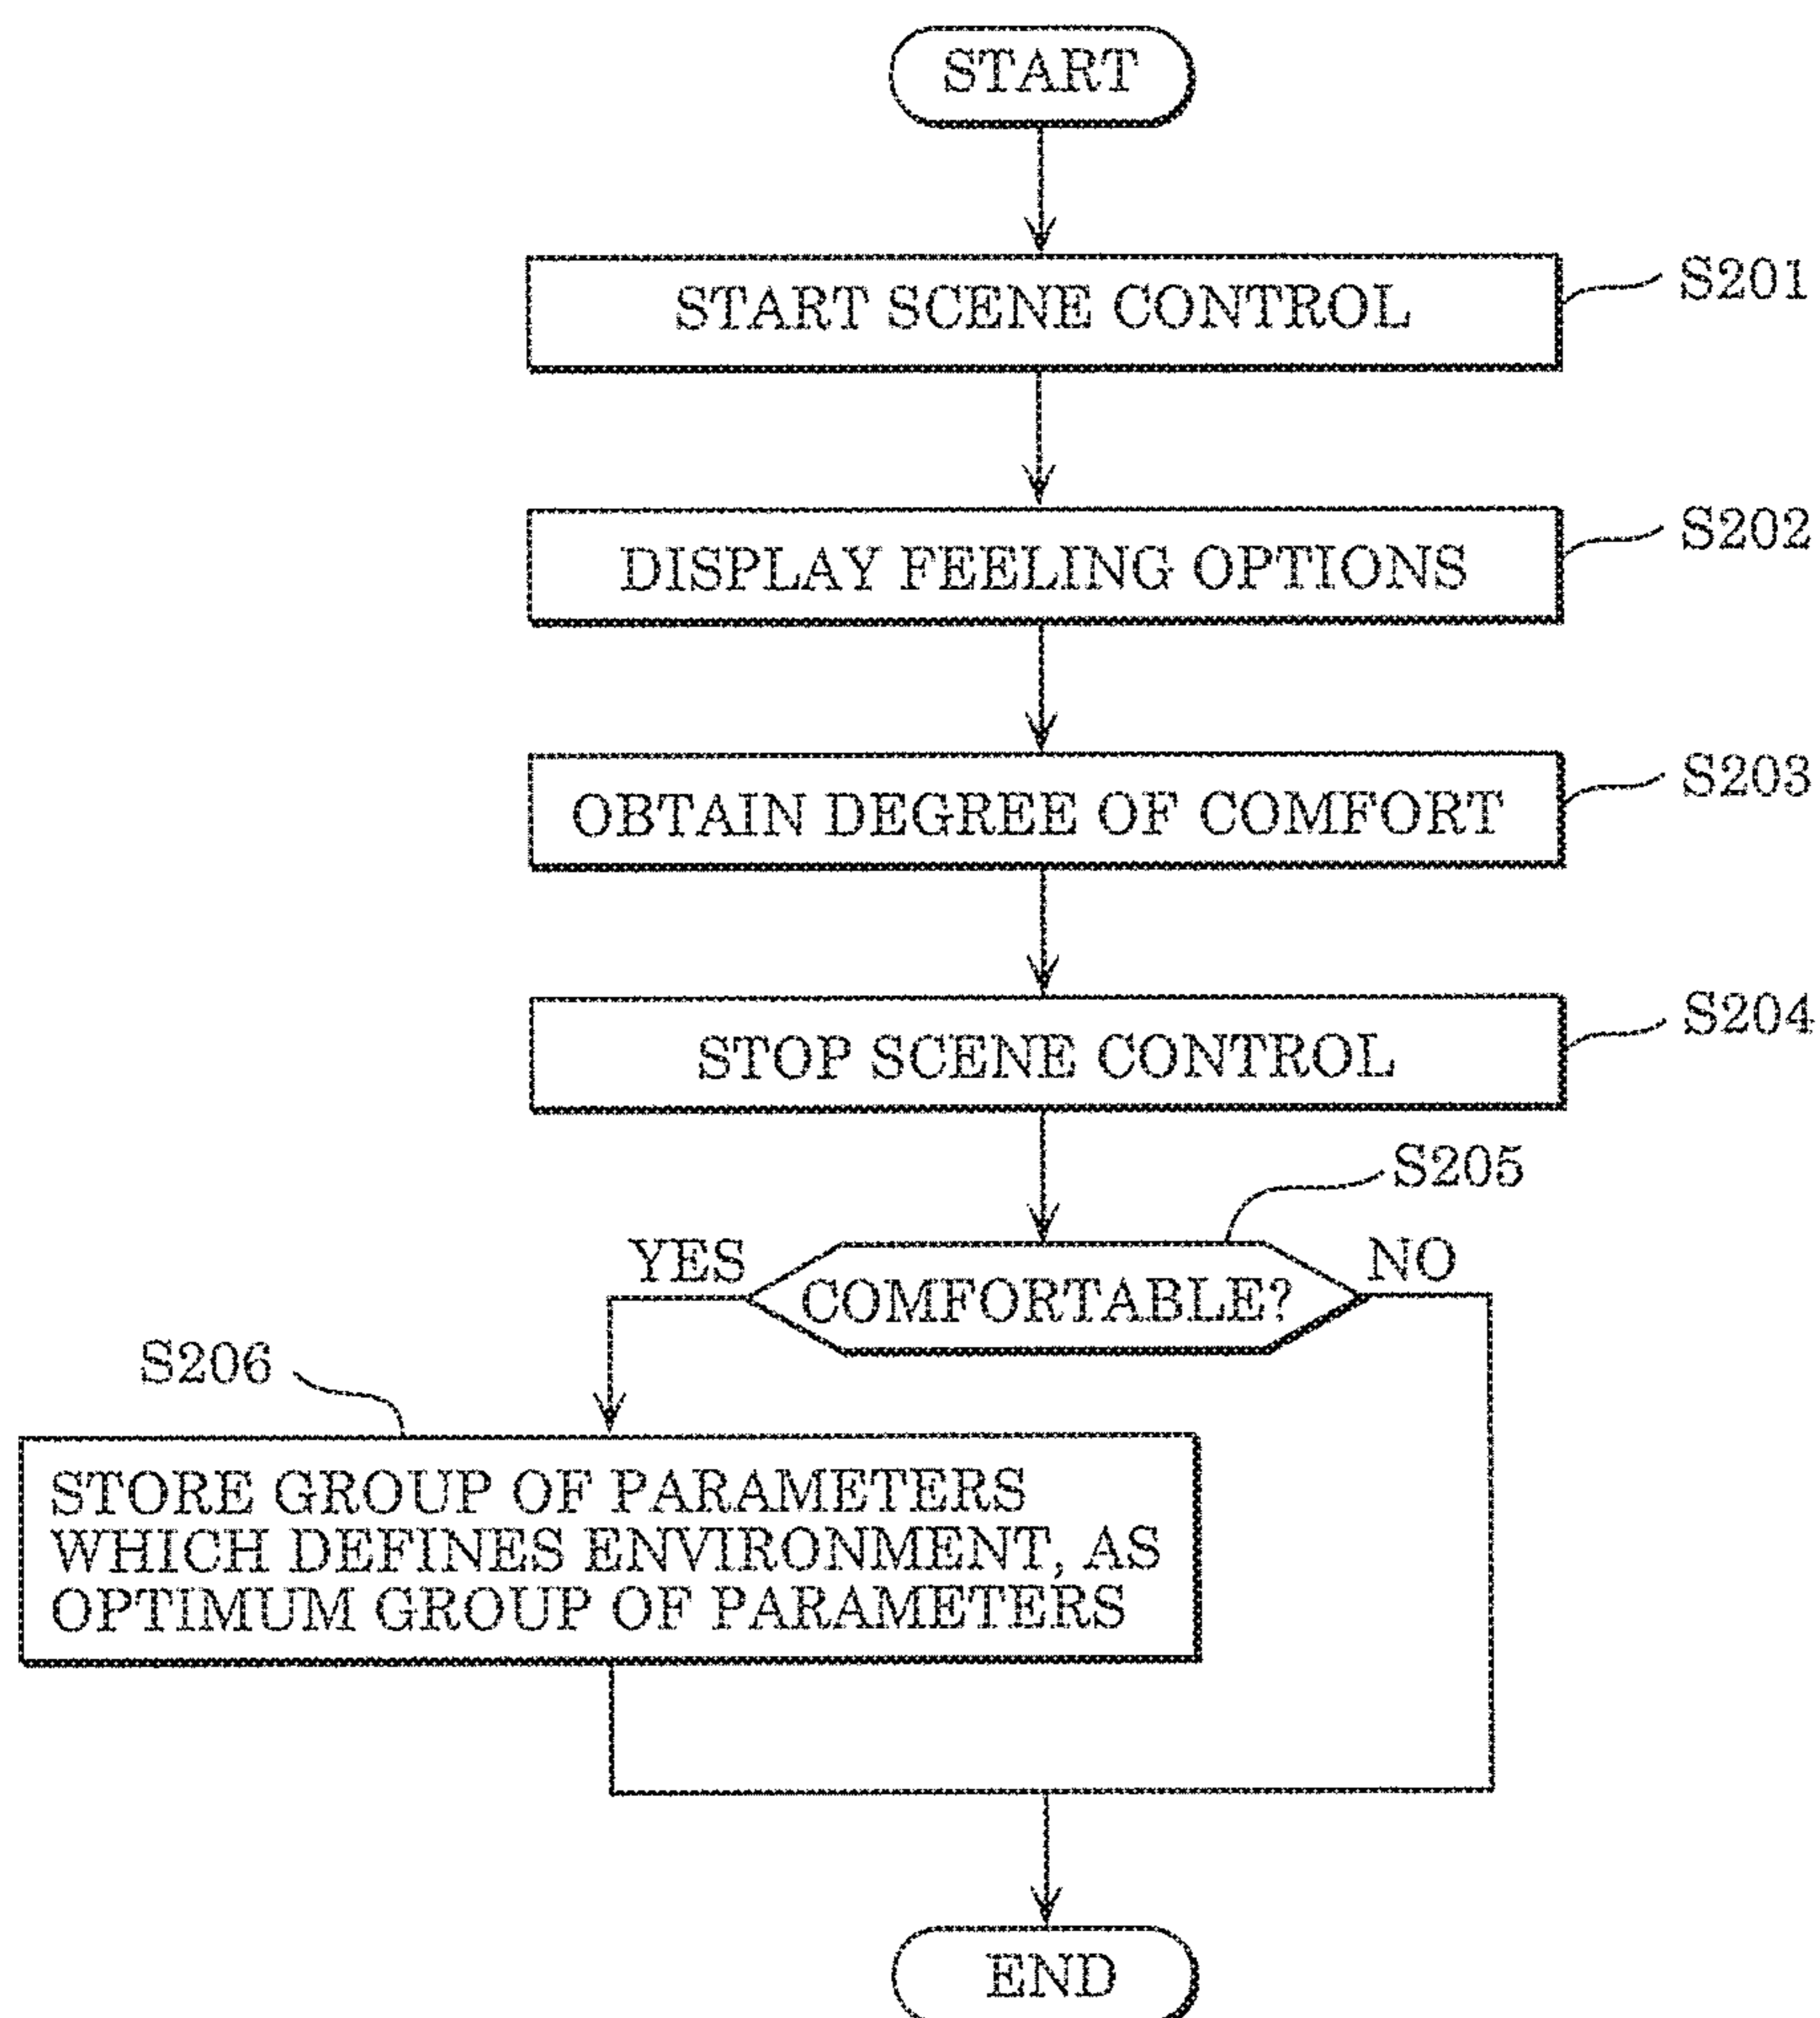 START
START SCENE CONTROL
S201
DISPLAY FEELING OPTIONS
S202
OBTAIN DEGREE OF COMFORT
S203
STOP SCENE CONTROL
S204
S205
YES
COMFORTABLE?
NO
S206
STORE GROUP OF PARAMETERS
WHICH DEFINES ENVIRONMENT, AS
OPTIMUM GROUP OF PARAMETERS
END